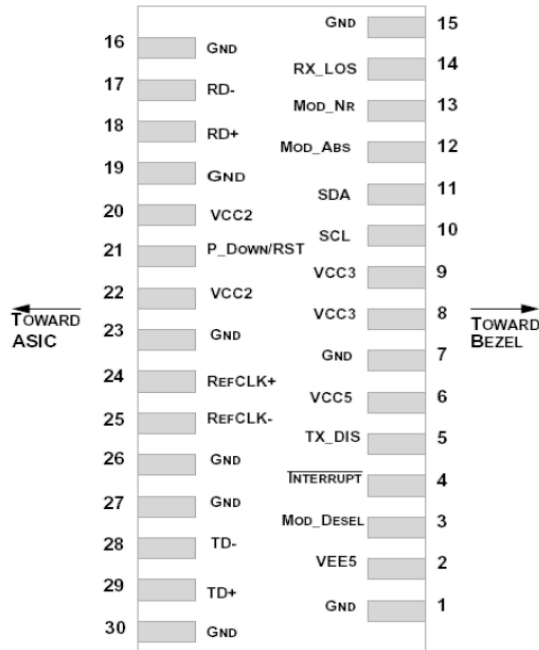 GND 15
16 GND
RX_LOS 14
17 RD-
MOD_NR 13
18 RD+
MOD_ABS 12
19 GND
SDA 11
20 VCC2
SCL 10
21 P_DOWN/RST
VCC3 9
22 VCC2
VCC3 8
TOWARD
ASIC
TOWARD
BEZEL
23 GND
GND 7
24 REFCLK+
VCC5 6
25 REFCLK-
TX_DIS 5
26 GND
INTERRUPT 4
27 GND
MOD_DESEL 3
28 TD-
VEE5 2
29 TD+
GND 1
30 GND